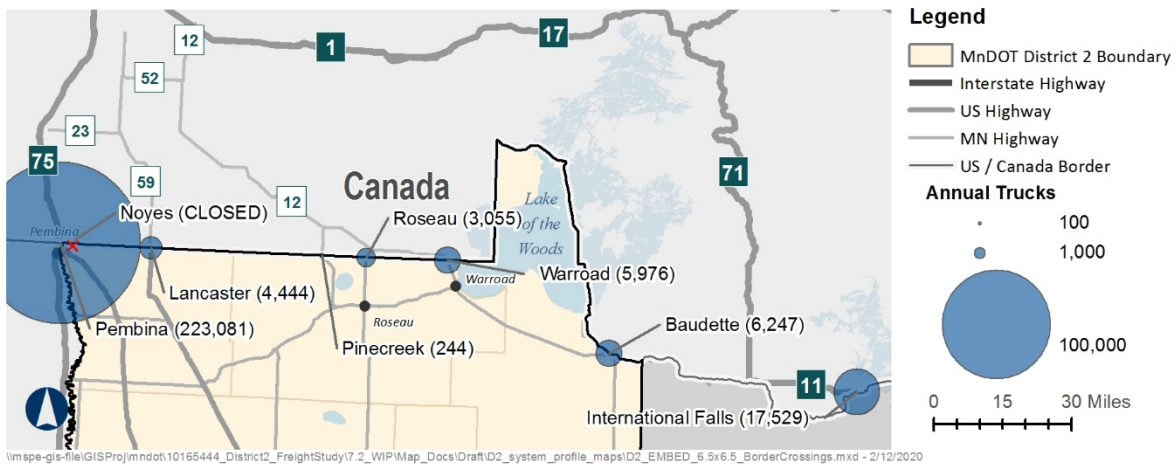 12
1
17
52
23
75
59
Canada
12
71
Noyes (CLOSED)
Pembina
Roseau (3,055)
Lake
of the
Woods
Warroad (5,976)
Warroad
Lancaster (4,444)
Roseau
Pembina (223,081)
Pinecreek (244)
Baudette (6,247)
11
International Falls (17,529)
Legend
MnDOT District 2 Boundary
Interstate Highway
US Highway
MN Highway
US / Canada Border
Annual Trucks
100
1,000
100,000
0 15 30 Miles
\\mspe-gis-file\GISProj\mndot\10165444_District2_FreightStudy\7.2_WIP\Map_Docs\Draft\D2_system_profile_maps\D2_EMBED_6.5x6.5_BorderCrossings.mxd - 2/12/2020